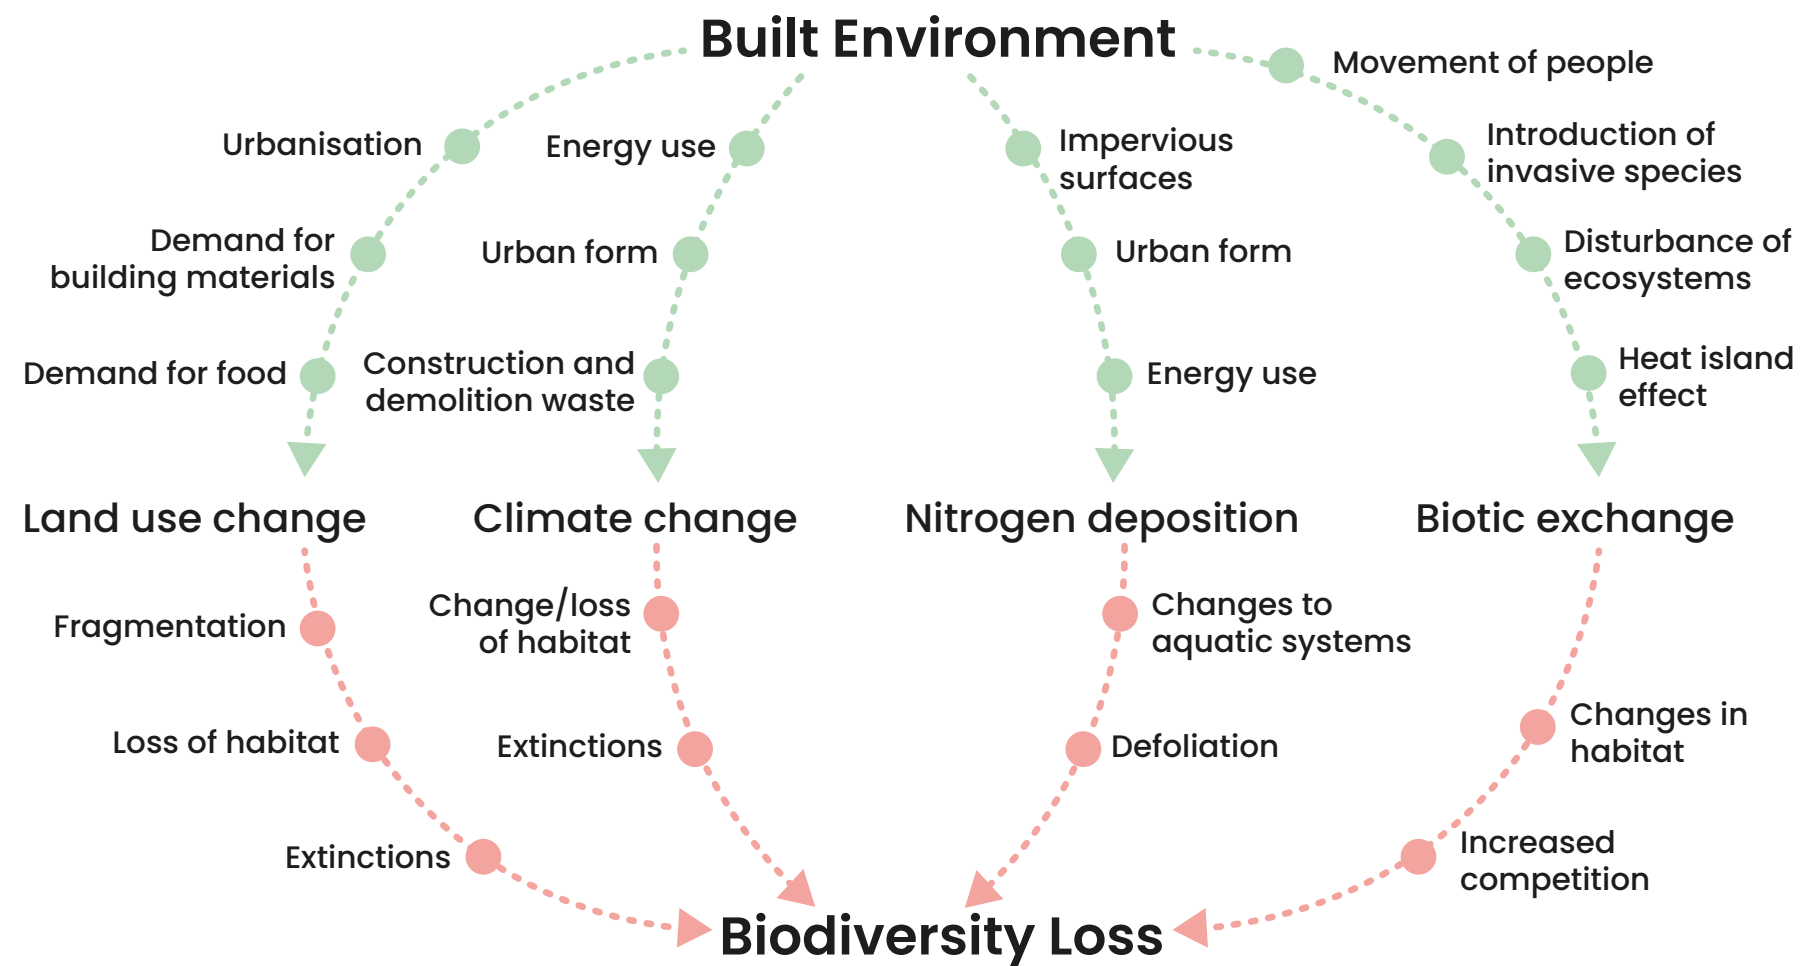 Built Environment
Movement of people
Urbanisation
Energy use
Impervious
surfaces
Introduction of
invasive species
Demand for
building materials
Urban form
Urban form
Disturbance of
ecosystems
Demand for food
Construction and
demolition waste
Energy use
Heat island
effect
Land use change
Climate change
Nitrogen deposition
Biotic exchange
Fragmentation
Change/loss
of habitat
Changes to
aquatic systems
Loss of habitat
Extinctions
Defoliation
Changes in
habitat
Extinctions
Increased
competition
Biodiversity Loss